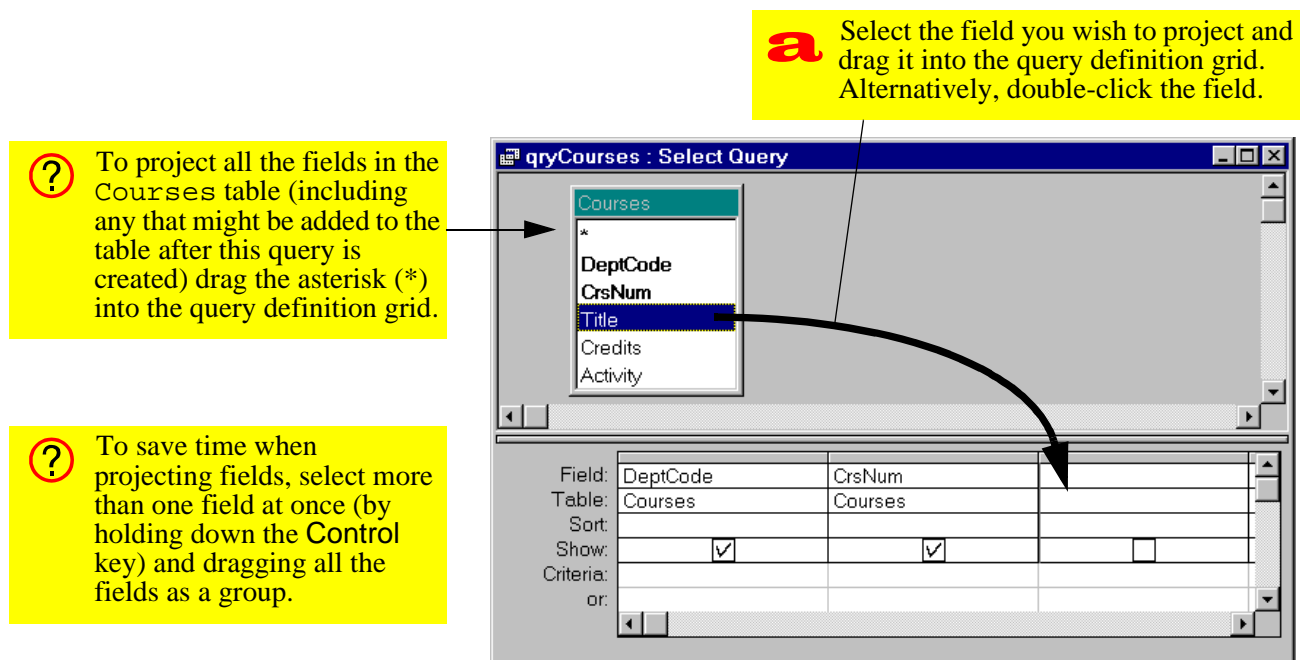 a Select the field you wish to project and
drag it into the query definition grid.
Alternatively, double-click the field.
? To project all the fields in the
Courses table (including
any that might be added to the
table after this query is
created) drag the asterisk (*)
into the query definition grid.
? To save time when
projecting fields, select more
than one field at once (by
holding down the Control
key) and dragging all the
fields as a group.
qryCourses : Select Query
Courses
*
DeptCode
CrsNum
Title
Credits
Activity
Field: DeptCode CrsNum
Table: Courses Courses
Sort:
Show:
Criteria:
or: